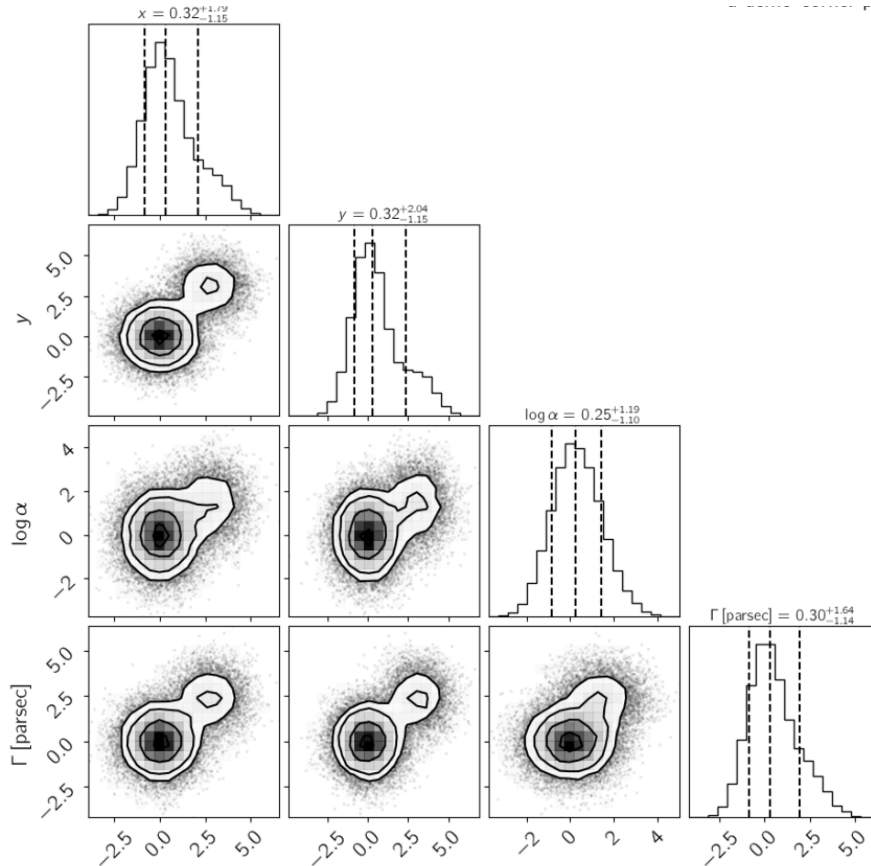 x = 0.32^{+1.79}_{-1.15}
y = 0.32^{+2.04}_{-1.15}
y
5.0
2.5
0.0
−2.5
log α = 0.25^{+1.19}_{-1.10}
log α
4
2
0
−2
Γ [parsec] = 0.30^{+1.64}_{-1.14}
Γ [parsec]
5.0
2.5
0.0
−2.5
−2.5 0.0 2.5 5.0
−2.5 0.0 2.5 5.0
−2 0 2 4
−2.5 0.0 2.5 5.0
x